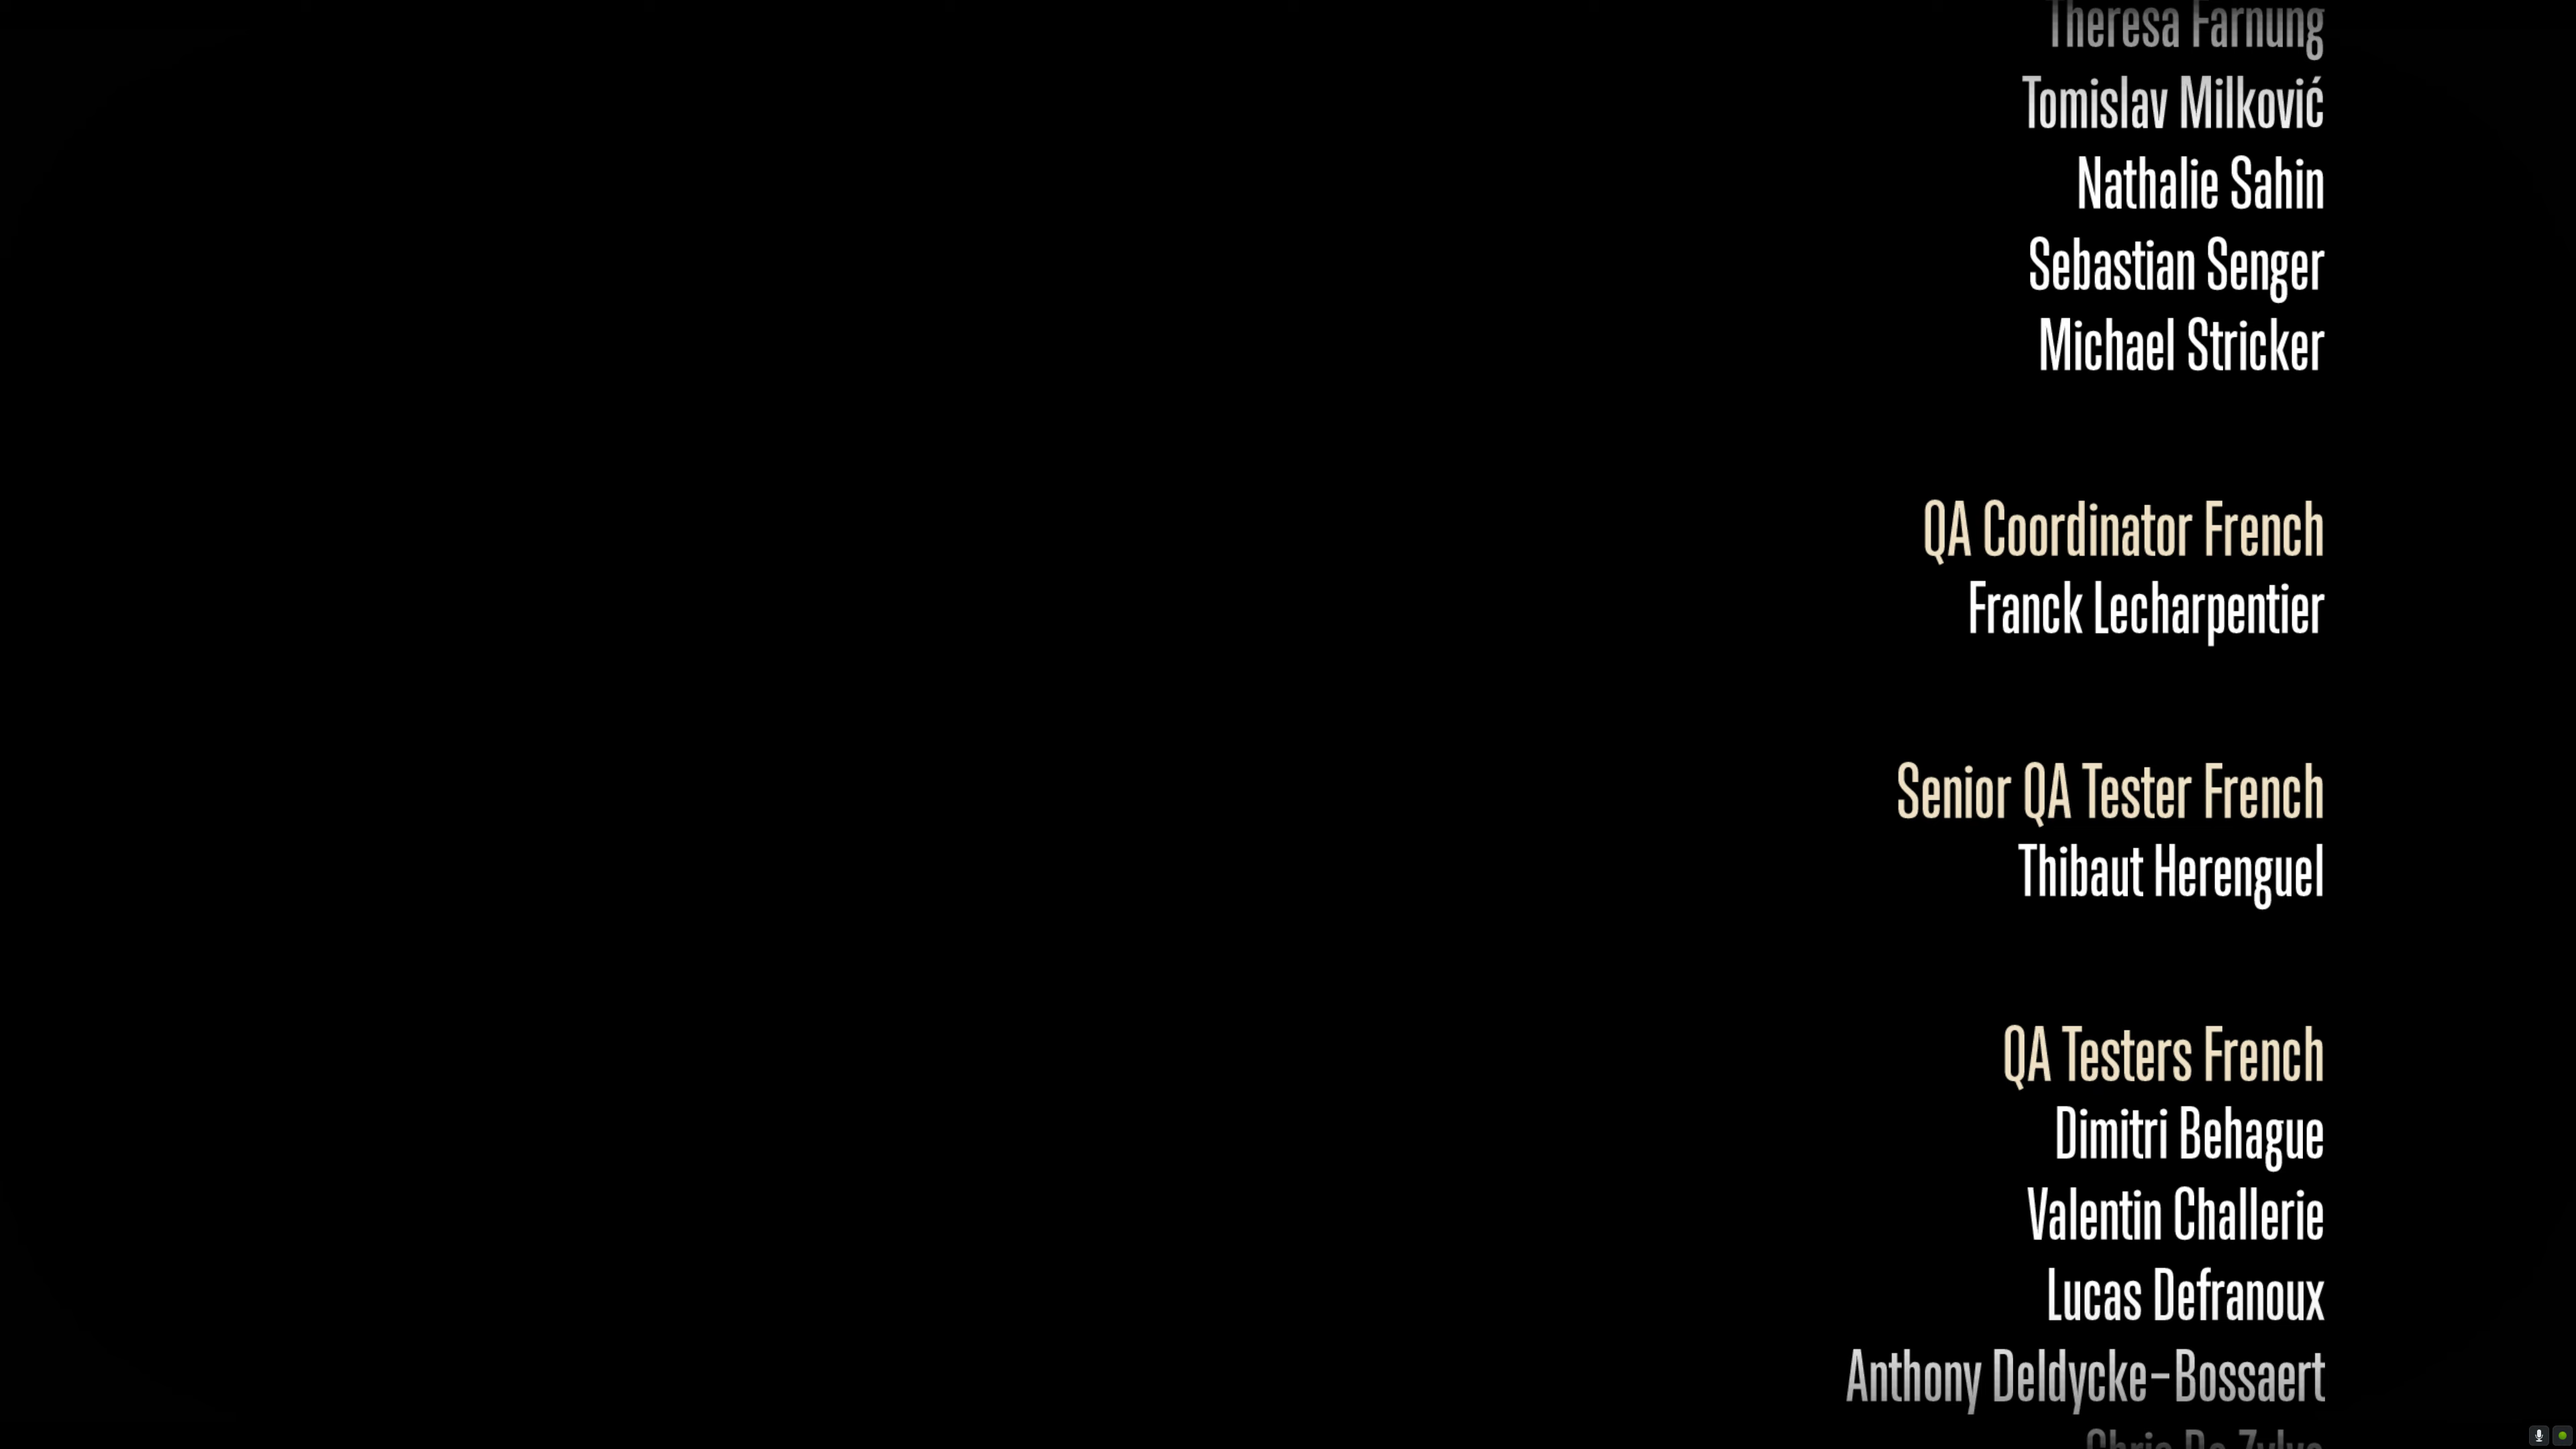 Theresa Farnung
Tomislav Milković
Nathalie Sahin
Sebastian Senger
Michael Stricker
QA Coordinator French
Franck Lecharpentier
Senior QA Tester French
Thibaut Herenguel
QA Testers French
Dimitri Behague
Valentin Challerie
Lucas Defranoux
Anthony Deldycke-Bossaert